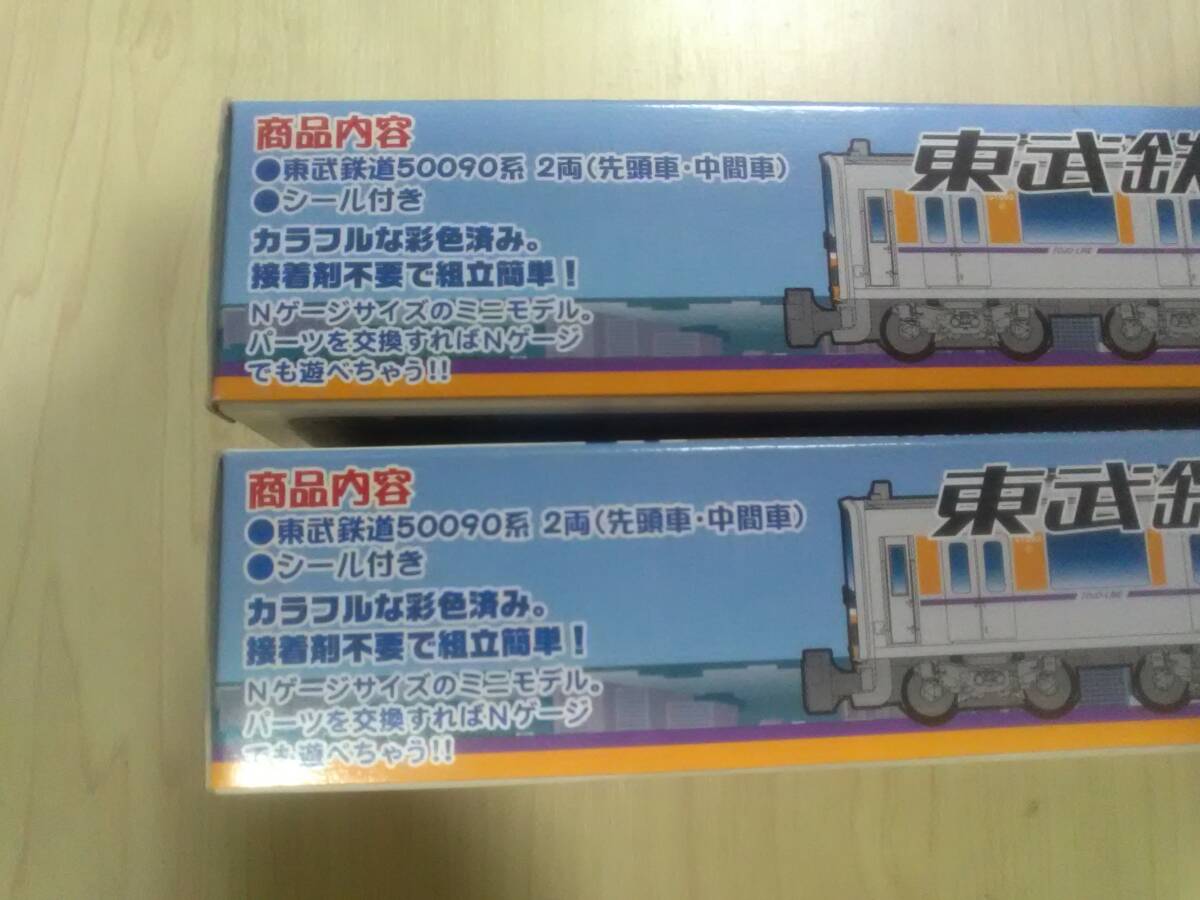 商品内容
●東武鉄道50090系 2両(先頭車・中間車)
●シール付き
カラフルな彩色済み。
接着剤不要で組立簡単!
Nゲージサイズのミニモデル。
パーツを交換すればNゲージ
でも遊べちゃう!!
東武鉄
TOJO-LINE
商品内容
●東武鉄道50090系 2両(先頭車・中間車)
●シール付き
カラフルな彩色済み。
接着剤不要で組立簡単!
Nゲージサイズのミニモデル。
パーツを交換すればNゲージ
でも遊べちゃう!!
東武鉄
TOJO-LINE